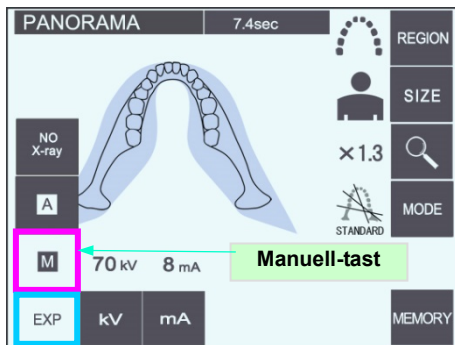 PANORAMA 7.4sec
REGION
SIZE
NO
X-ray
×1.3
A
MODE
STANDARD
M 70 kV 8 mA Manuell-tast
EXP kV mA MEMORY